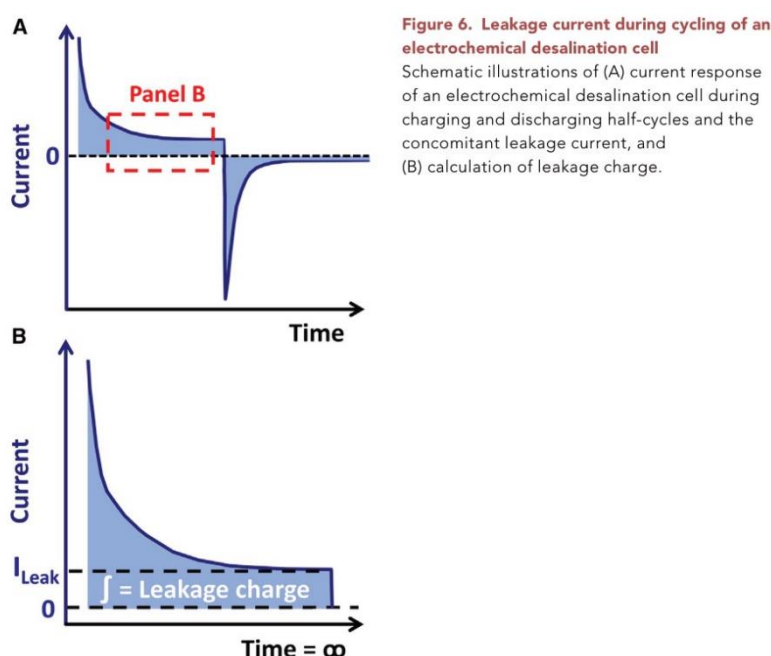 A
Panel B
Current
0
Time
B
Current
I Leak
∫ = Leakage charge
0
Time = ∞
Figure 6. Leakage current during cycling of an
electrochemical desalination cell
Schematic illustrations of (A) current response
of an electrochemical desalination cell during
charging and discharging half-cycles and the
concomitant leakage current, and
(B) calculation of leakage charge.